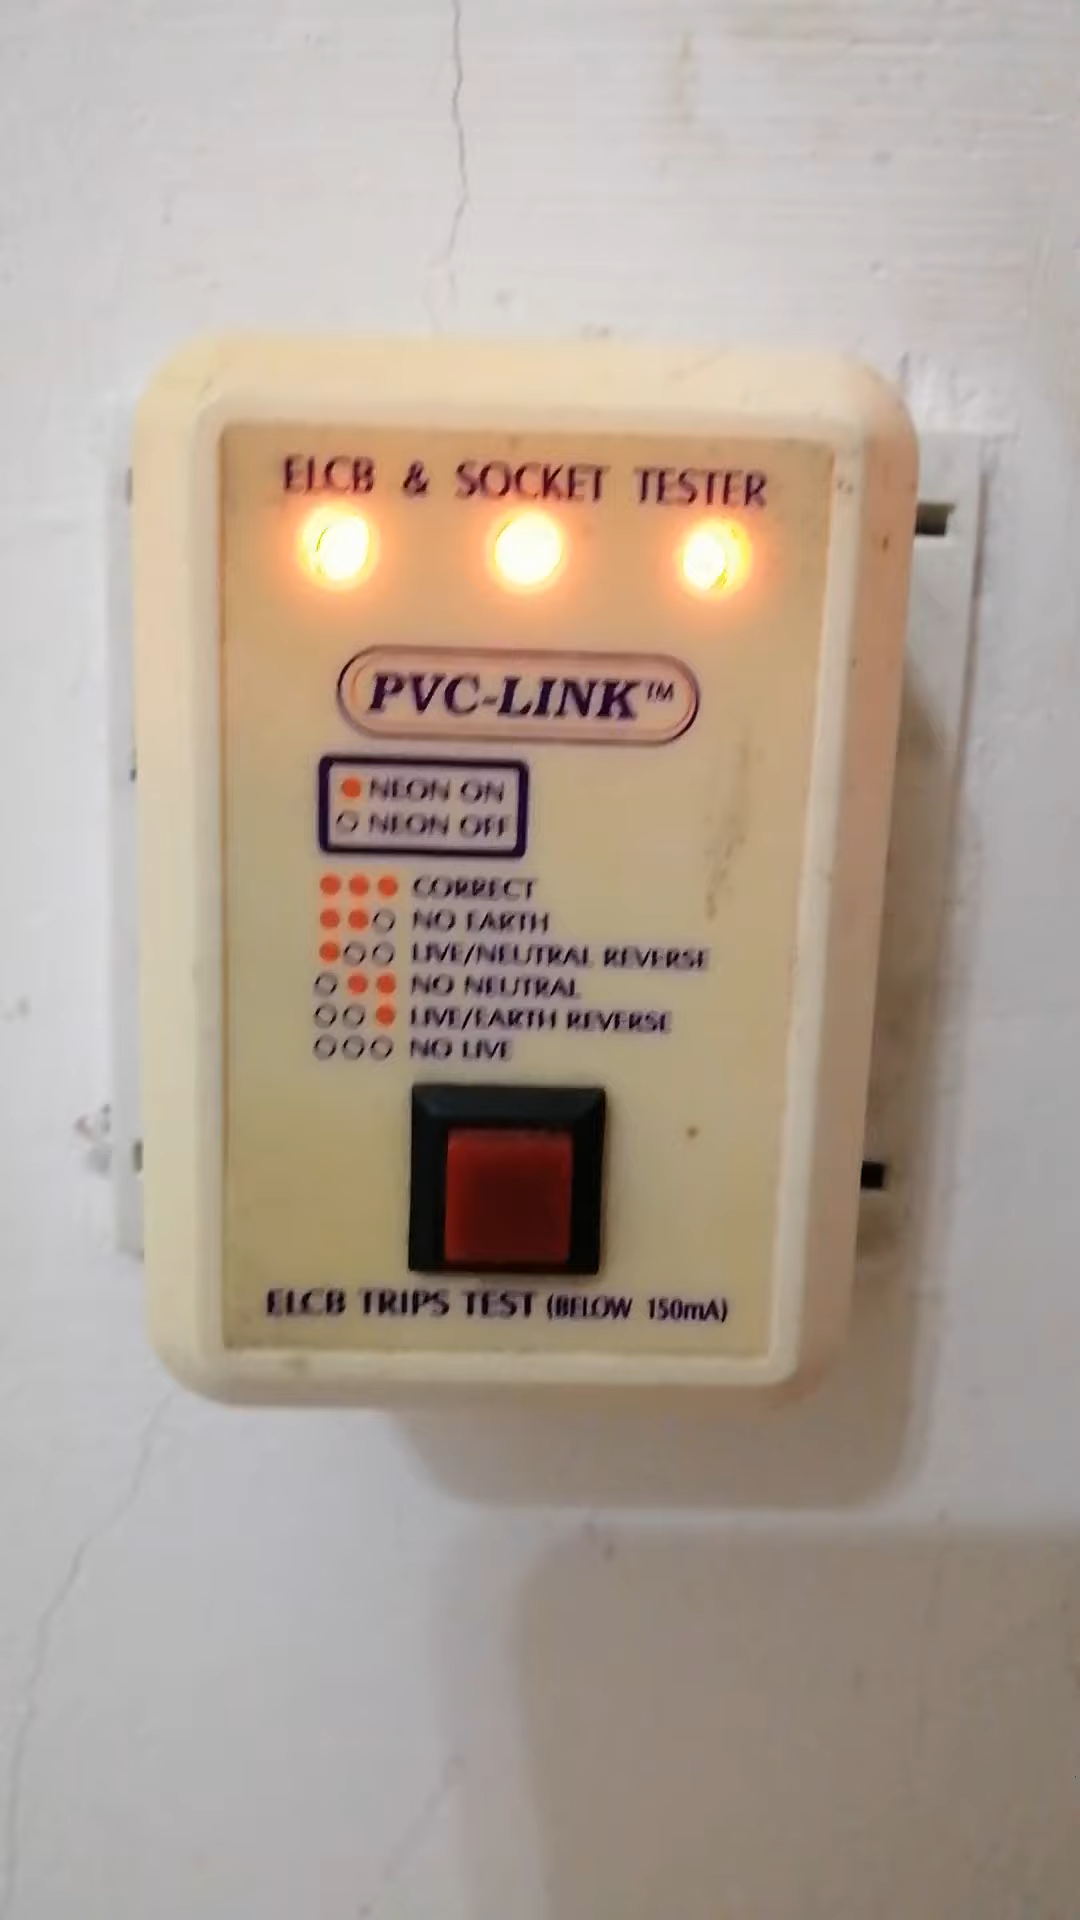 ELCB & SOCKET TESTER
PVC-LINK™
NEON ON
NEON OFF
CORRECT
NO EARTH
LIVE/NEUTRAL REVERSE
NO NEUTRAL
LIVE/EARTH REVERSE
NO LIVE
ELCB TRIPS TEST (BELOW 150mA)